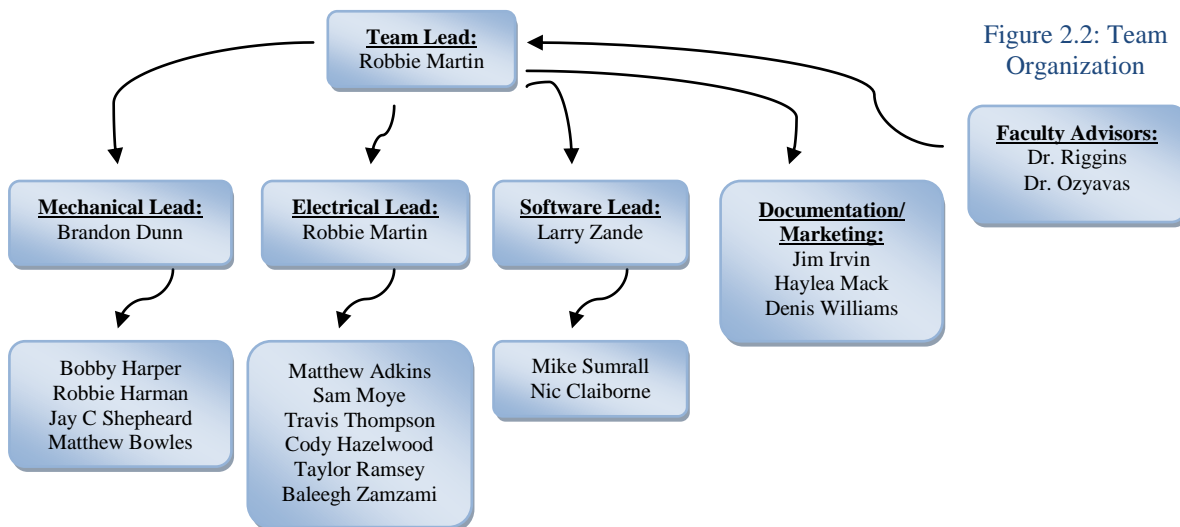 Team Lead:
Robbie Martin
Figure 2.2: Team
Organization
Faculty Advisors:
Dr. Riggins
Dr. Ozyavas
Mechanical Lead:
Brandon Dunn
Electrical Lead:
Robbie Martin
Software Lead:
Larry Zande
Documentation/
Marketing:
Jim Irvin
Haylea Mack
Denis Williams
Bobby Harper
Robbie Harman
Jay C Shepheard
Matthew Bowles
Matthew Adkins
Sam Moye
Travis Thompson
Cody Hazelwood
Taylor Ramsey
Baleegh Zamzami
Mike Sumrall
Nic Claiborne